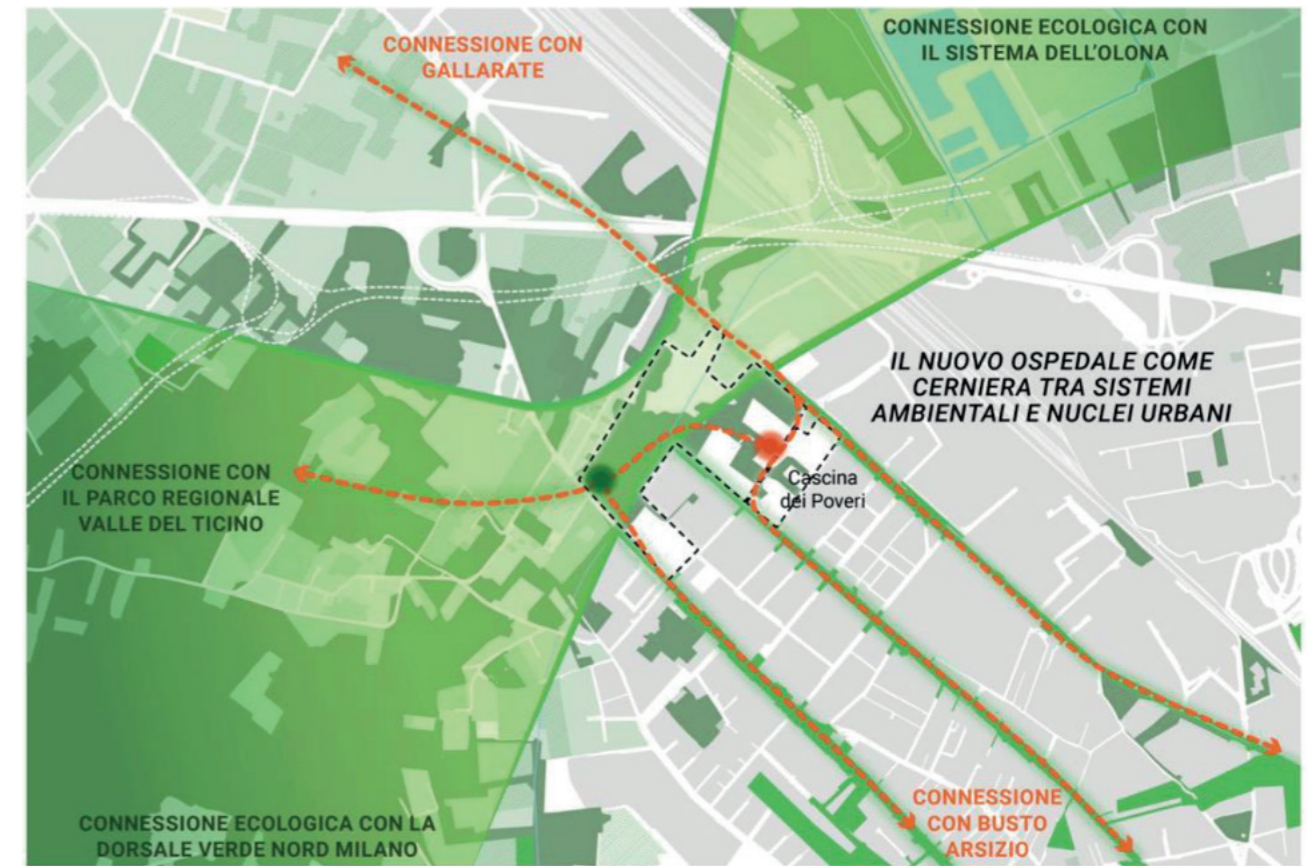 CONNESSIONE CON
GALLARATE
CONNESSIONE ECOLOGICA CON
IL SISTEMA DELL'OLONA
IL NUOVO OSPEDALE COME
CERNIERA TRA SISTEMI
AMBIENTALI E NUCLEI URBANI
CONNESSIONE CON
IL PARCO REGIONALE
VALLE DEL TICINO
Cascina
dei Poveri
CONNESSIONE
CON BUSTO
ARSIZIO
CONNESSIONE ECOLOGICA CON LA
DORSALE VERDE NORD MILANO